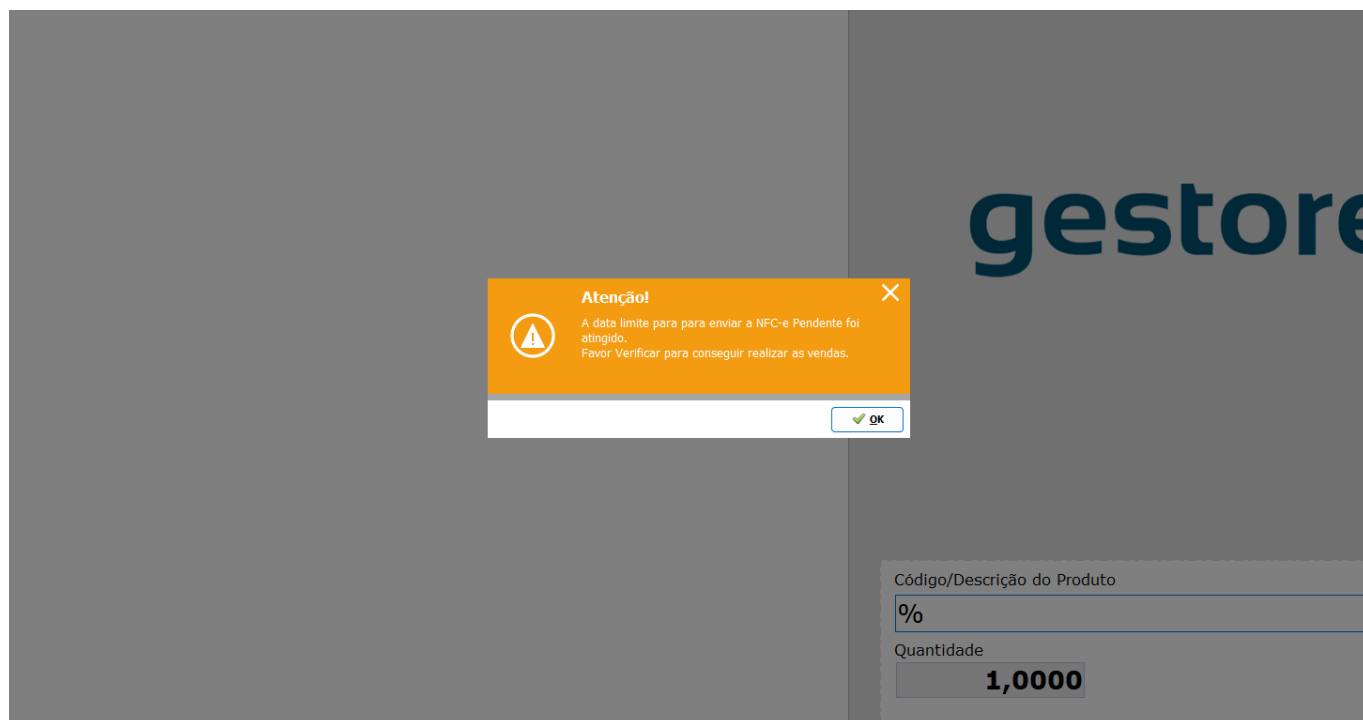 gestore
Atenção!
A data limite para para enviar a NFC-e Pendente foi
atingido.
Favor Verificar para conseguir realizar as vendas.
OK
Código/Descrição do Produto
%
Quantidade
1,0000